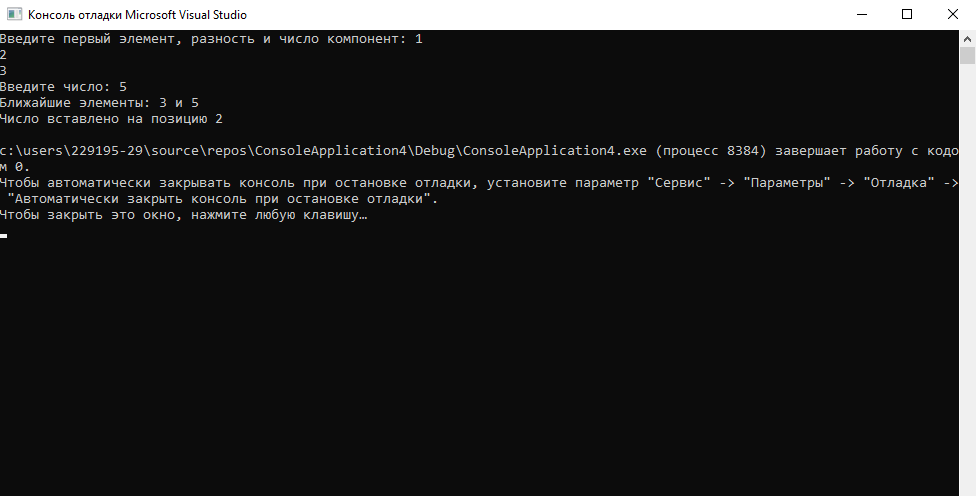 Консоль отладки Microsoft Visual Studio
Введите первый элемент, разность и число компонент: 1
2
3
Введите число: 5
Ближайшие элементы: 3 и 5
Число вставлено на позицию 2
c:\users\229195-29\source\repos\ConsoleApplication4\Debug\ConsoleApplication4.exe (процесс 8384) завершает работу с кодо
м 0.
Чтобы автоматически закрывать консоль при остановке отладки, установите параметр "Сервис" -> "Параметры" -> "Отладка" ->
"Автоматически закрыть консоль при остановке отладки".
Чтобы закрыть это окно, нажмите любую клавишу…